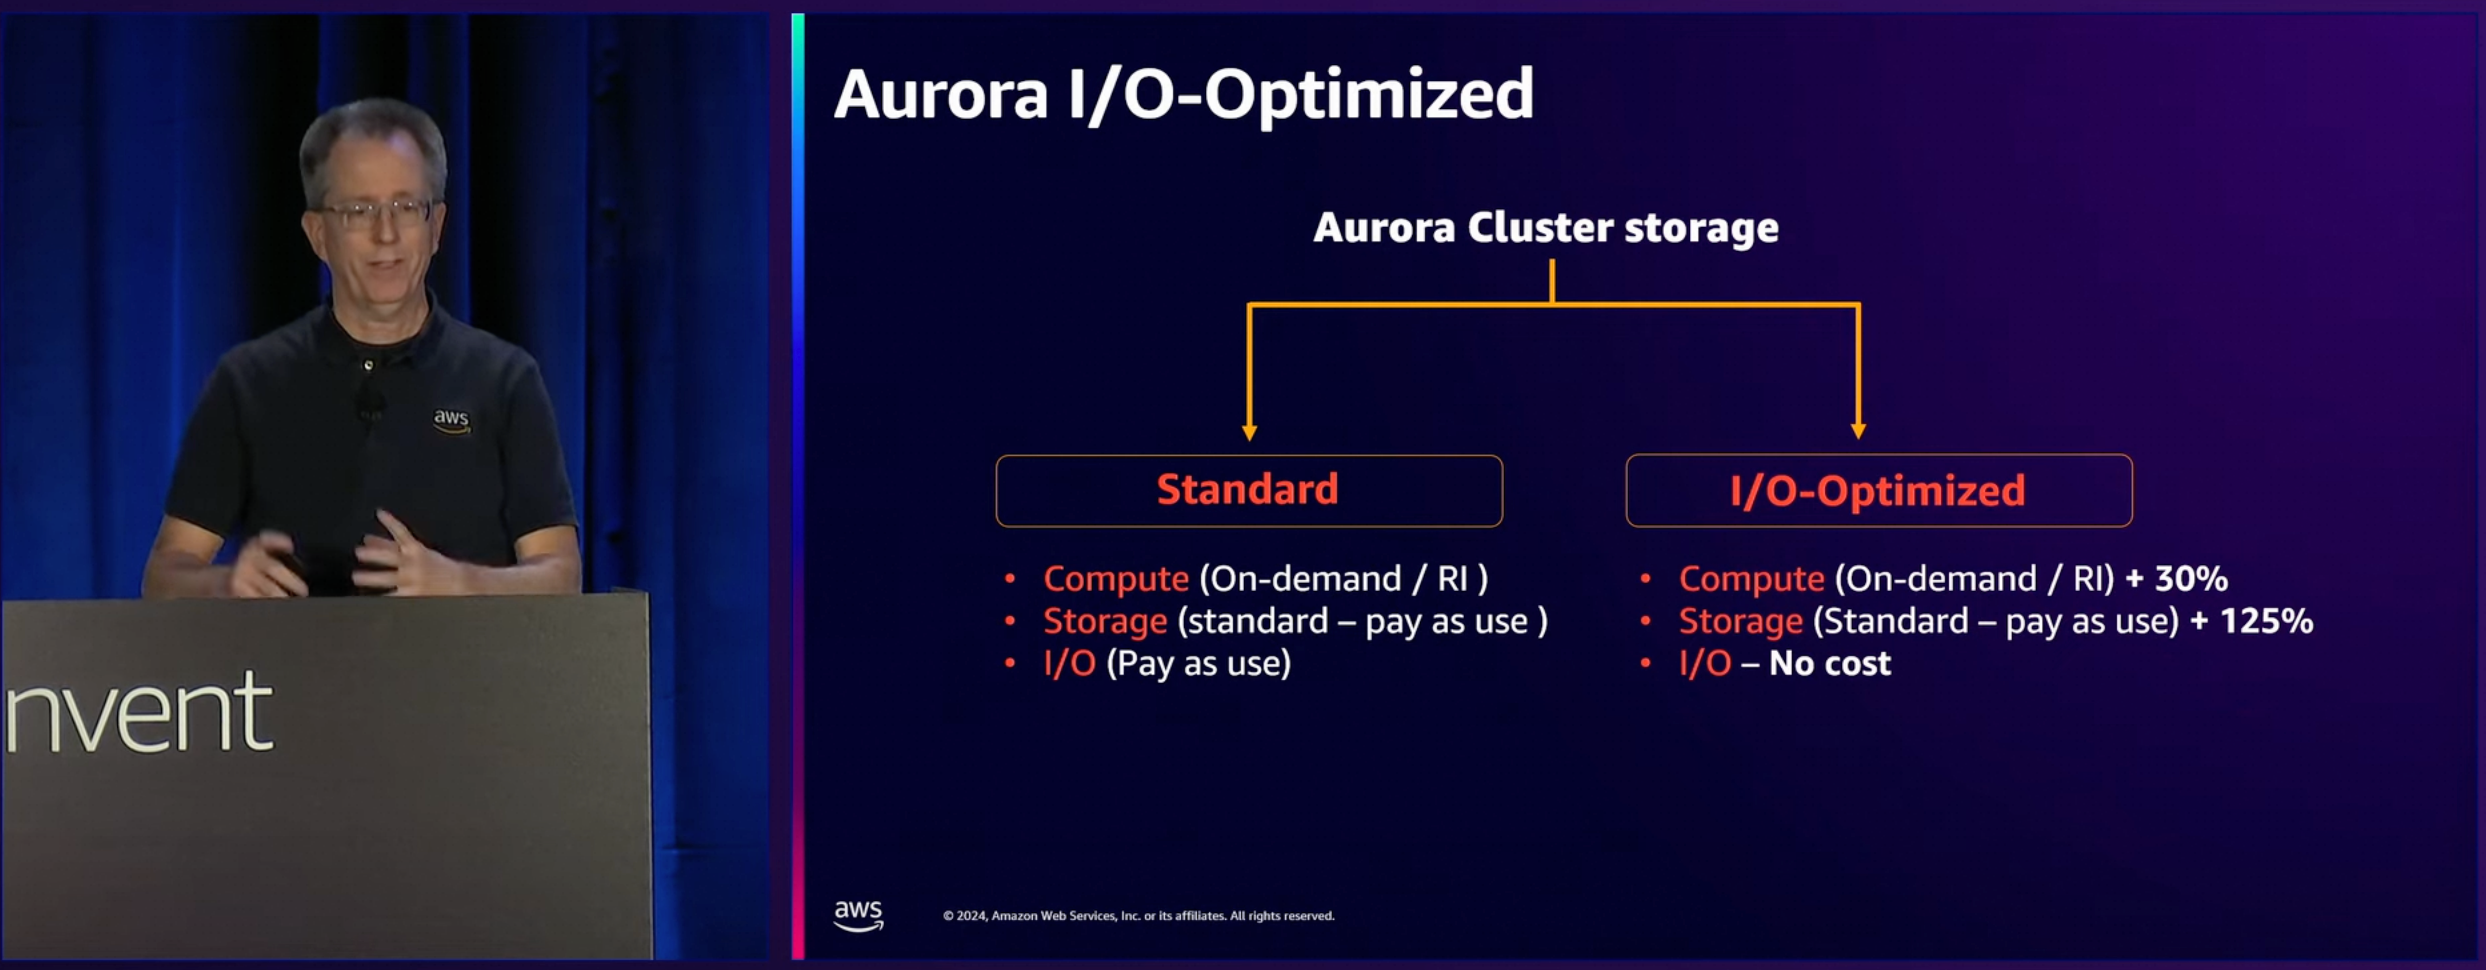 aws
nvent
Aurora I/O-Optimized
Aurora Cluster storage
Standard
• Compute (On-demand / RI )
• Storage (standard – pay as use )
• I/O (Pay as use)
I/O-Optimized
• Compute (On-demand / RI) + 30%
• Storage (Standard – pay as use) + 125%
• I/O – No cost
aws
© 2024, Amazon Web Services, Inc. or its affiliates. All rights reserved.